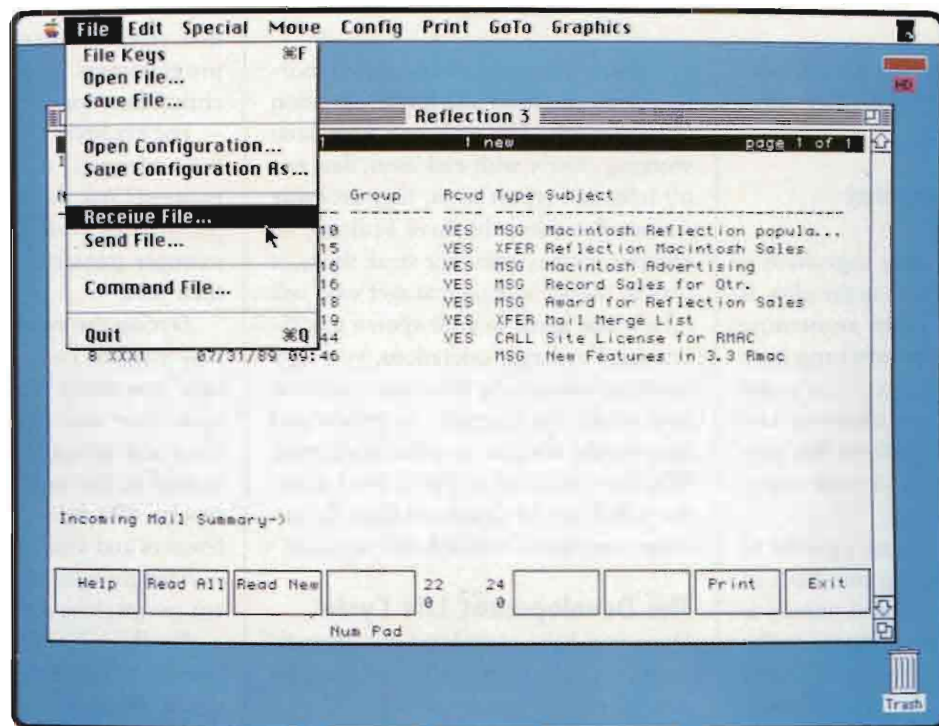 File Edit Special Move Config Print GoTo Graphics
File Keys ⌘F
Open File...
Save File...
Open Configuration...
Save Configuration As...
Receive File...
Send File...
Command File...
Quit ⌘Q
HD
Reflection 3
1 new page 1 of 1
Group Rcvd Type Subject
10 YES MSG Macintosh Reflection popula...
15 YES XFER Reflection Macintosh Sales
16 YES MSG Macintosh Advertising
16 YES MSG Record Sales for Qtr.
18 YES MSG Award for Reflection Sales
19 YES XFER Mail Merge List
44 YES CALL Site License for RMAC
8 XXX1 07/31/89 09:46 MSG New Features in 3.3 Rmac
Incoming Mail Summary->
Help Read All Read New 22 24 Print Exit
0 0
Num Pad
Trash